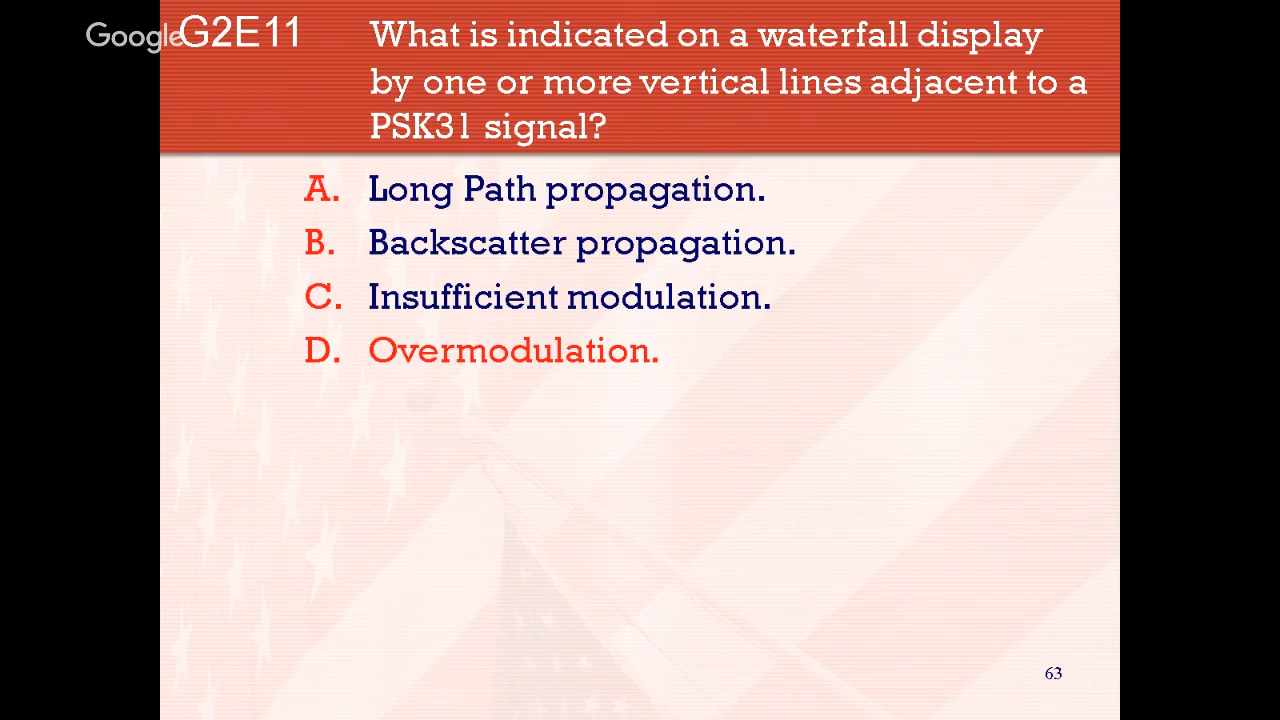 Google
G2E11
What is indicated on a waterfall display
by one or more vertical lines adjacent to a
PSK31 signal?
A. Long Path propagation.
B. Backscatter propagation.
C. Insufficient modulation.
D. Overmodulation.
63